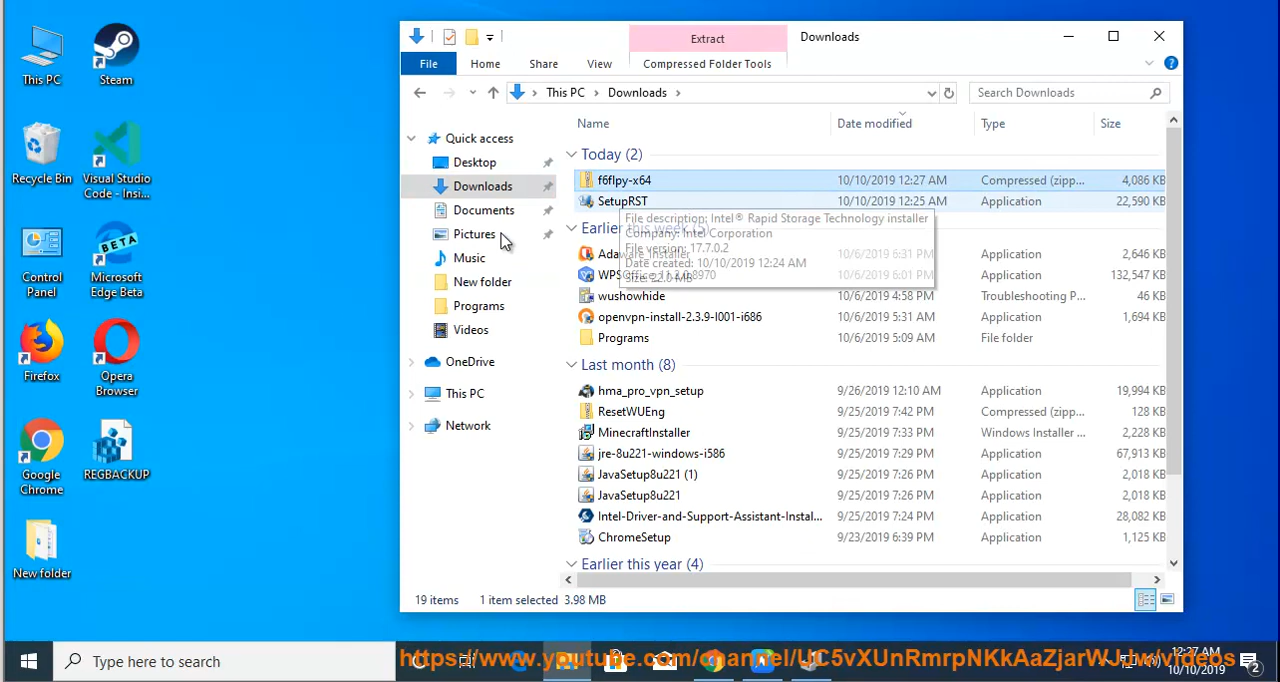 This PC
Steam
Recycle Bin
Visual Studio
Code - Insi...
Control
Panel
Microsoft
Edge Beta
Firefox
Opera
Browser
Google
Chrome
REGBACKUP
New folder
Extract
Downloads
File
Home
Share
View
Compressed Folder Tools
This PC > Downloads >
Search Downloads
Name
Date modified
Type
Size
Quick access
Desktop
Downloads
Documents
Pictures
Music
New folder
Programs
Videos
OneDrive
This PC
Network
Today (2)
f6flpy-x64 10/10/2019 12:27 AM Compressed (zipp... 4,086 KB
SetupRST 10/10/2019 12:25 AM Application 22,590 KB
File description: Intel® Rapid Storage Technology installer
Company: Intel Corporation
File version: 17.7.0.2
Date created: 10/10/2019 12:24 AM
Size: 22.0 MB
Earlier this week (5)
10/6/2019 6:31 PM Application 2,646 KB
10/6/2019 6:01 PM Application 132,547 KB
wushowhide 10/6/2019 4:58 PM Troubleshooting P... 46 KB
openvpn-install-2.3.9-I001-i686 10/6/2019 5:31 AM Application 1,694 KB
Programs 10/6/2019 5:09 AM File folder
Last month (8)
hma_pro_vpn_setup 9/26/2019 12:10 AM Application 19,994 KB
ResetWUEng 9/25/2019 7:42 PM Compressed (zipp... 128 KB
MinecraftInstaller 9/25/2019 7:33 PM Windows Installer ... 2,228 KB
jre-8u221-windows-i586 9/25/2019 7:29 PM Application 67,913 KB
JavaSetup8u221 (1) 9/25/2019 7:26 PM Application 2,018 KB
JavaSetup8u221 9/25/2019 7:26 PM Application 2,018 KB
Intel-Driver-and-Support-Assistant-Instal... 9/25/2019 7:24 PM Application 28,082 KB
ChromeSetup 9/23/2019 6:39 PM Application 1,125 KB
Earlier this year (4)
19 items 1 item selected 3.98 MB
Type here to search
https://www.youtube.com/channel/UC5vXUnRmrpNKkAaZjarWJpw/videos
12:27 AM
10/10/2019
2